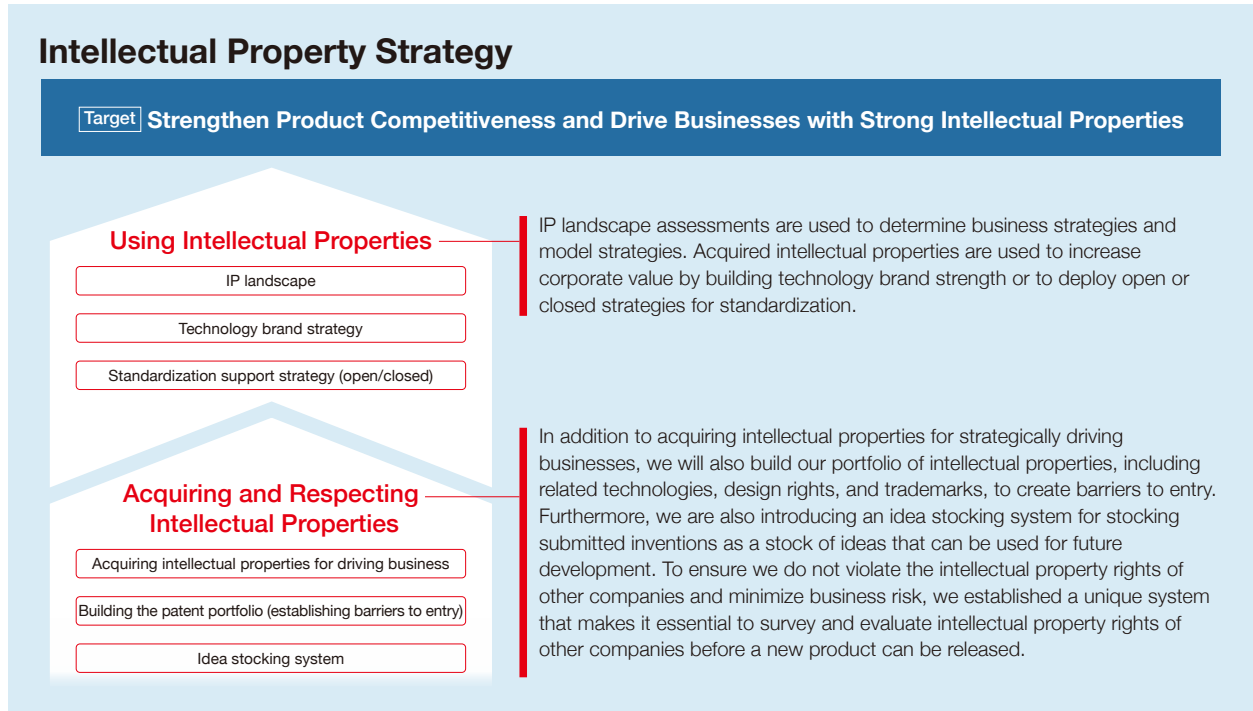 Intellectual Property Strategy
Target Strengthen Product Competitiveness and Drive Businesses with Strong Intellectual Properties
Using Intellectual Properties
IP landscape
Technology brand strategy
Standardization support strategy (open/closed)
IP landscape assessments are used to determine business strategies and
model strategies. Acquired intellectual properties are used to increase
corporate value by building technology brand strength or to deploy open or
closed strategies for standardization.
Acquiring and Respecting
Intellectual Properties
Acquiring intellectual properties for driving business
Building the patent portfolio (establishing barriers to entry)
Idea stocking system
In addition to acquiring intellectual properties for strategically driving
businesses, we will also build our portfolio of intellectual properties, including
related technologies, design rights, and trademarks, to create barriers to entry.
Furthermore, we are also introducing an idea stocking system for stocking
submitted inventions as a stock of ideas that can be used for future
development. To ensure we do not violate the intellectual property rights of
other companies and minimize business risk, we established a unique system
that makes it essential to survey and evaluate intellectual property rights of
other companies before a new product can be released.